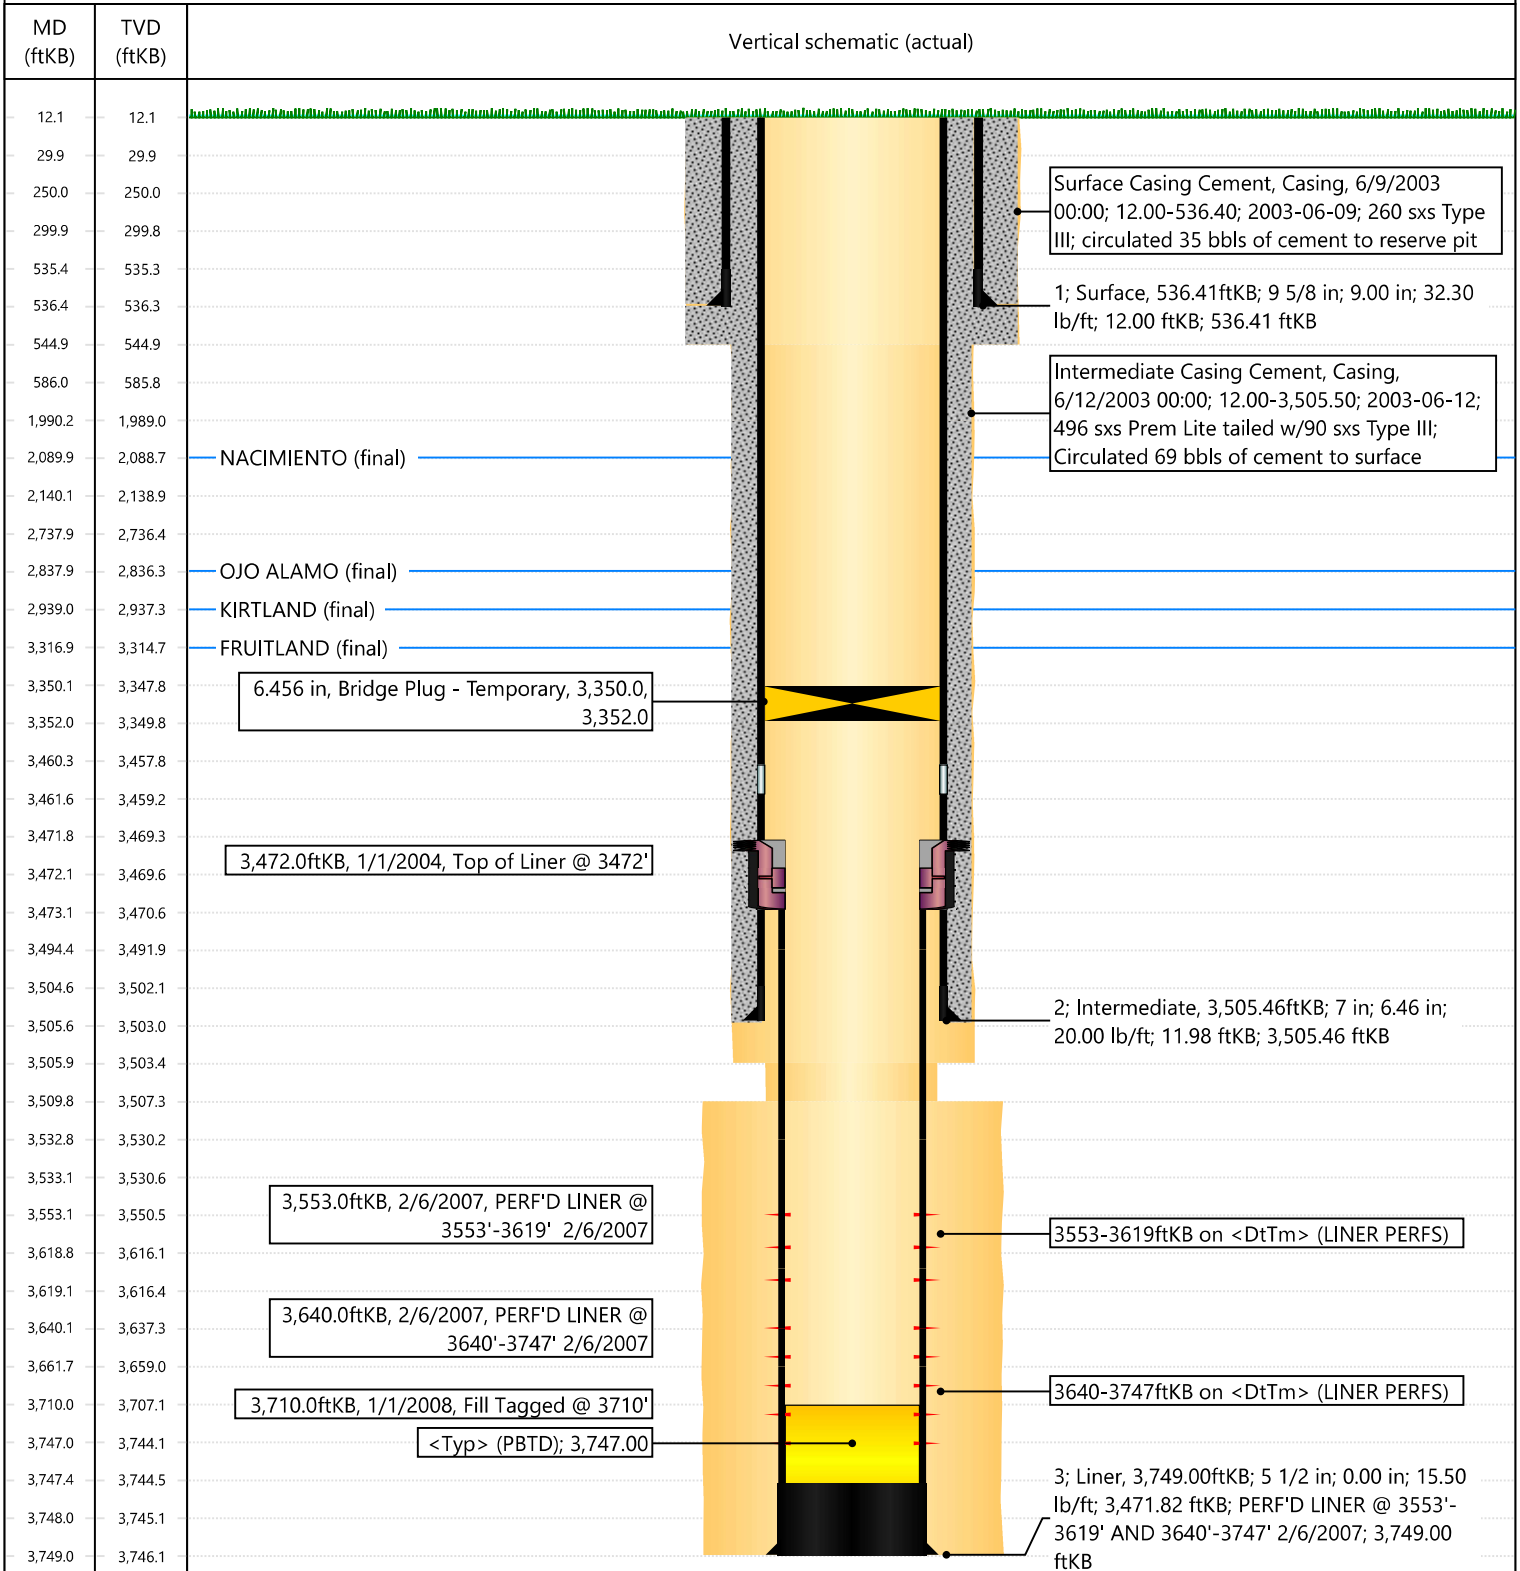 MD
(ftKB)
TVD
(ftKB)
Vertical schematic (actual)
12.1 12.1
29.9 29.9
250.0 250.0
299.9 299.8
535.4 535.3
536.4 536.3
544.9 544.9
586.0 585.8
1,990.2 1,989.0
2,089.9 2,088.7
2,140.1 2,138.9
2,737.9 2,736.4
2,837.9 2,836.3
2,939.0 2,937.3
3,316.9 3,314.7
3,350.1 3,347.8
3,352.0 3,349.8
3,460.3 3,457.8
3,461.6 3,459.2
3,471.8 3,469.3
3,472.1 3,469.6
3,473.1 3,470.6
3,494.4 3,491.9
3,504.6 3,502.1
3,505.6 3,503.0
3,505.9 3,503.4
3,509.8 3,507.3
3,532.8 3,530.2
3,533.1 3,530.6
3,553.1 3,550.5
3,618.8 3,616.1
3,619.1 3,616.4
3,640.1 3,637.3
3,661.7 3,659.0
3,710.0 3,707.1
3,747.0 3,744.1
3,747.4 3,744.5
3,748.0 3,745.1
3,749.0 3,746.1
NACIMIENTO (final)
OJO ALAMO (final)
KIRTLAND (final)
FRUITLAND (final)
6.456 in, Bridge Plug - Temporary, 3,350.0,
3,352.0
3,472.0ftKB, 1/1/2004, Top of Liner @ 3472'
3,553.0ftKB, 2/6/2007, PERF'D LINER @
3553'-3619' 2/6/2007
3,640.0ftKB, 2/6/2007, PERF'D LINER @
3640'-3747' 2/6/2007
3,710.0ftKB, 1/1/2008, Fill Tagged @ 3710'
<Typ> (PBTD); 3,747.00
Surface Casing Cement, Casing, 6/9/2003
00:00; 12.00-536.40; 2003-06-09; 260 sxs Type
III; circulated 35 bbls of cement to reserve pit
1; Surface, 536.41ftKB; 9 5/8 in; 9.00 in; 32.30
lb/ft; 12.00 ftKB; 536.41 ftKB
Intermediate Casing Cement, Casing,
6/12/2003 00:00; 12.00-3,505.50; 2003-06-12;
496 sxs Prem Lite tailed w/90 sxs Type III;
Circulated 69 bbls of cement to surface
2; Intermediate, 3,505.46ftKB; 7 in; 6.46 in;
20.00 lb/ft; 11.98 ftKB; 3,505.46 ftKB
3553-3619ftKB on <DtTm> (LINER PERFS)
3640-3747ftKB on <DtTm> (LINER PERFS)
3; Liner, 3,749.00ftKB; 5 1/2 in; 0.00 in; 15.50
lb/ft; 3,471.82 ftKB; PERF'D LINER @ 3553'-
3619' AND 3640'-3747' 2/6/2007; 3,749.00
ftKB